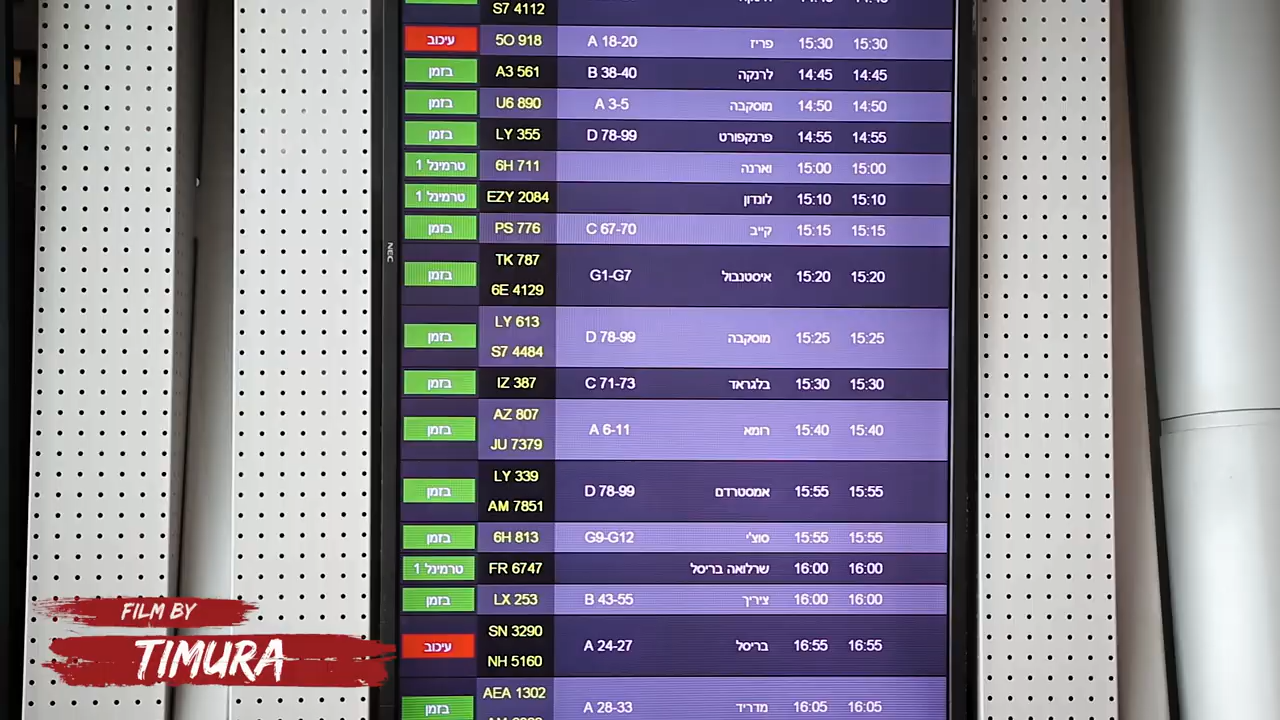 S7 4112
עיכוב 5O 918 A 18-20 פריז 15:30 15:30
בזמן A3 561 B 38-40 לרנקה 14:45 14:45
בזמן U6 890 A 3-5 מוסקבה 14:50 14:50
בזמן LY 355 D 78-99 פרנקפורט 14:55 14:55
טרמינל 1 6H 711 וארנה 15:00 15:00
טרמינל 1 EZY 2084 לונדון 15:10 15:10
בזמן PS 776 C 67-70 קייב 15:15 15:15
TK 787
בזמן G1-G7 איסטנבול 15:20 15:20
6E 4129
LY 613
בזמן D 78-99 מוסקבה 15:25 15:25
S7 4484
בזמן IZ 387 C 71-73 בלגראד 15:30 15:30
AZ 807
בזמן A 6-11 רומא 15:40 15:40
JU 7379
LY 339
בזמן D 78-99 אמסטרדם 15:55 15:55
AM 7851
בזמן 6H 813 G9-G12 סוצ'י 15:55 15:55
טרמינל 1 FR 6747 שרלואה בריסל 16:00 16:00
בזמן LX 253 B 43-55 ציריך 16:00 16:00
SN 3290
עיכוב A 24-27 בריסל 16:55 16:55
NH 5160
AEA 1302
בזמן A 28-33 מדריד 16:05 16:05
NEC
FILM BY
TIMURA